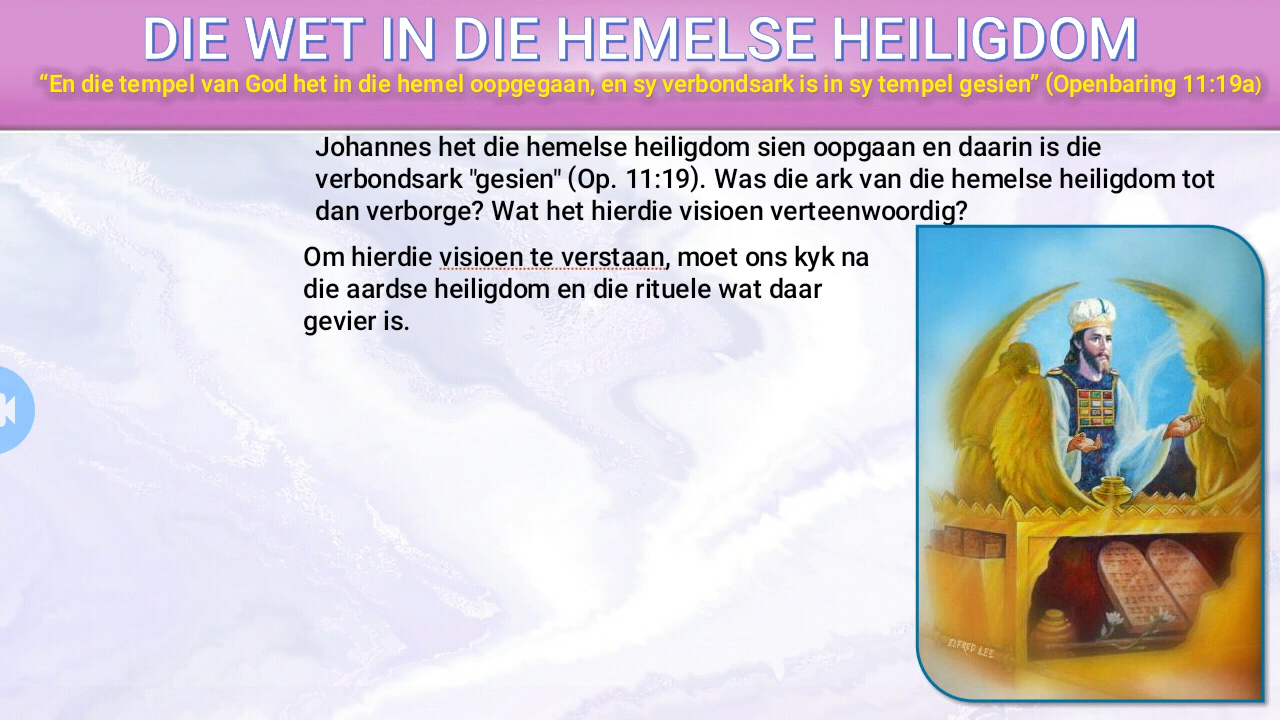 DIE WET IN DIE HEMELSE HEILIGDOM
“En die tempel van God het in die hemel oopgegaan, en sy verbondsark is in sy tempel gesien” (Openbaring 11:19a)
Johannes het die hemelse heiligdom sien oopgaan en daarin is die
verbondsark "gesien" (Op. 11:19). Was die ark van die hemelse heiligdom tot
dan verborge? Wat het hierdie visioen verteenwoordig?
Om hierdie visioen te verstaan, moet ons kyk na
die aardse heiligdom en die rituele wat daar
gevier is.
ELFRED LEE